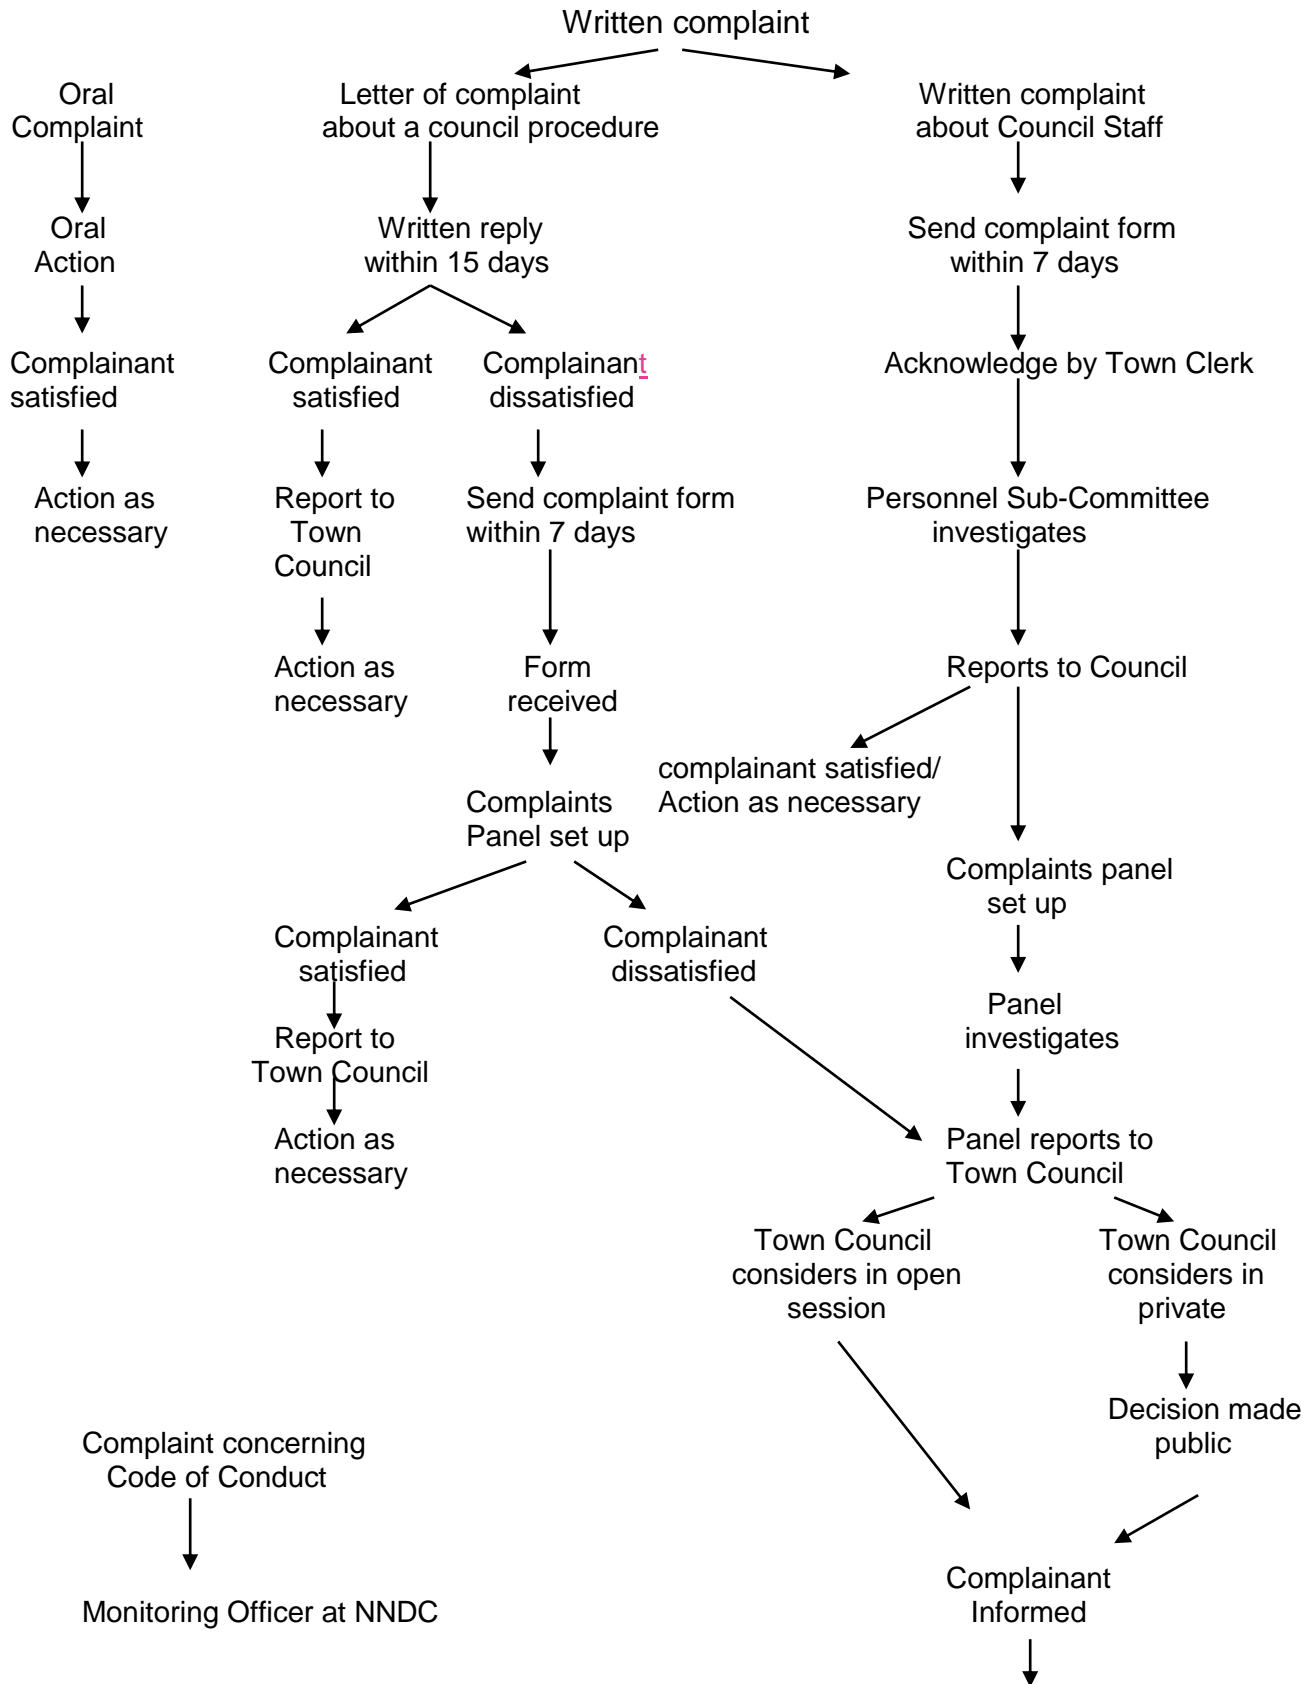 Written complaint
Oral
Complaint
Letter of complaint
about a council procedure
Written complaint
about Council Staff
Oral
Action
Written reply
within 15 days
Send complaint form
within 7 days
Complainant
satisfied
Complainant
satisfied
Complainant
dissatisfied
Acknowledge by Town Clerk
Action as
necessary
Report to
Town
Council
Send complaint form
within 7 days
Personnel Sub-Committee
investigates
Action as
necessary
Form
received
Reports to Council
complainant satisfied/
Action as necessary
Complaints
Panel set up
Complaints panel
set up
Complainant
satisfied
Complainant
dissatisfied
Panel
investigates
Report to
Town Council
Action as
necessary
Panel reports to
Town Council
Town Council
considers in open
session
Town Council
considers in
private
Decision made
public
Complaint concerning
Code of Conduct
Complainant
Informed
Monitoring Officer at NNDC